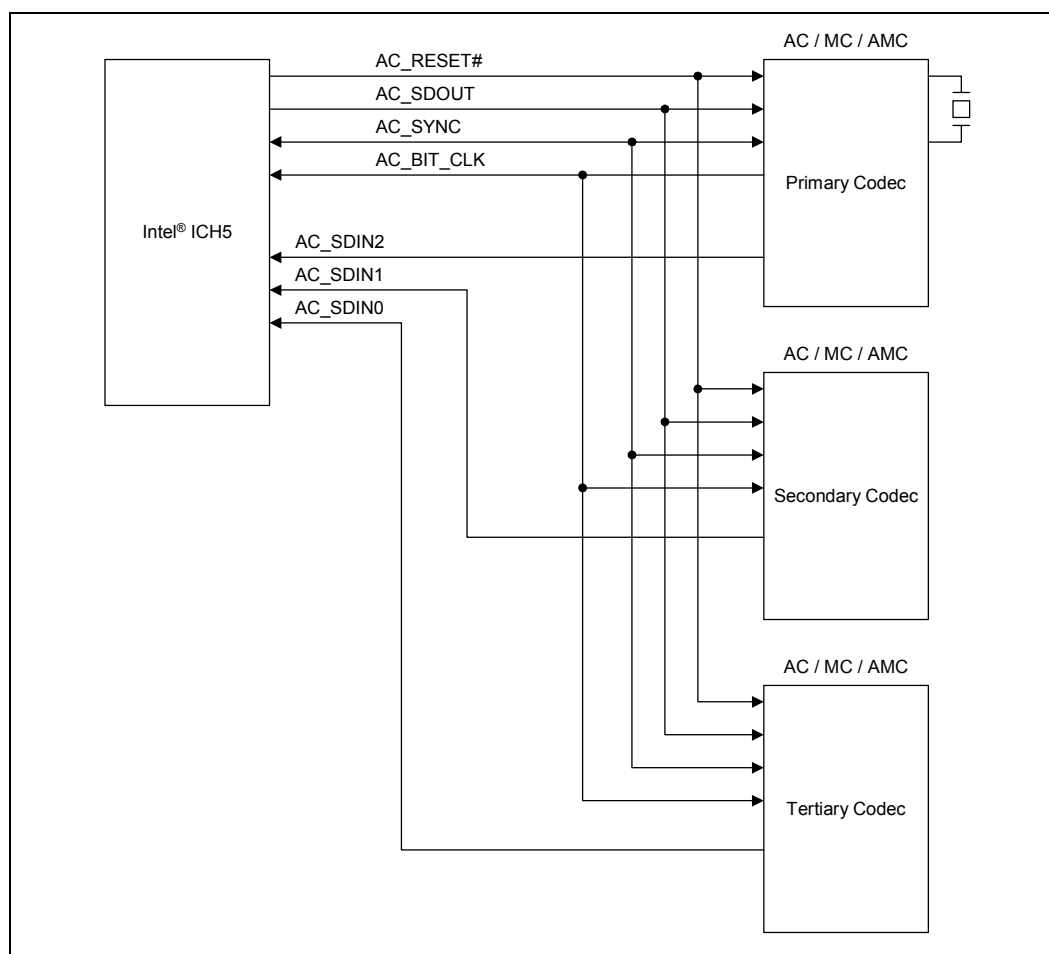 AC / MC / AMC
AC_RESET#
AC_SDOUT
AC_SYNC
AC_BIT_CLK
Primary Codec
Intel® ICH5
AC_SDIN2
AC_SDIN1
AC_SDIN0
AC / MC / AMC
Secondary Codec
AC / MC / AMC
Tertiary Codec